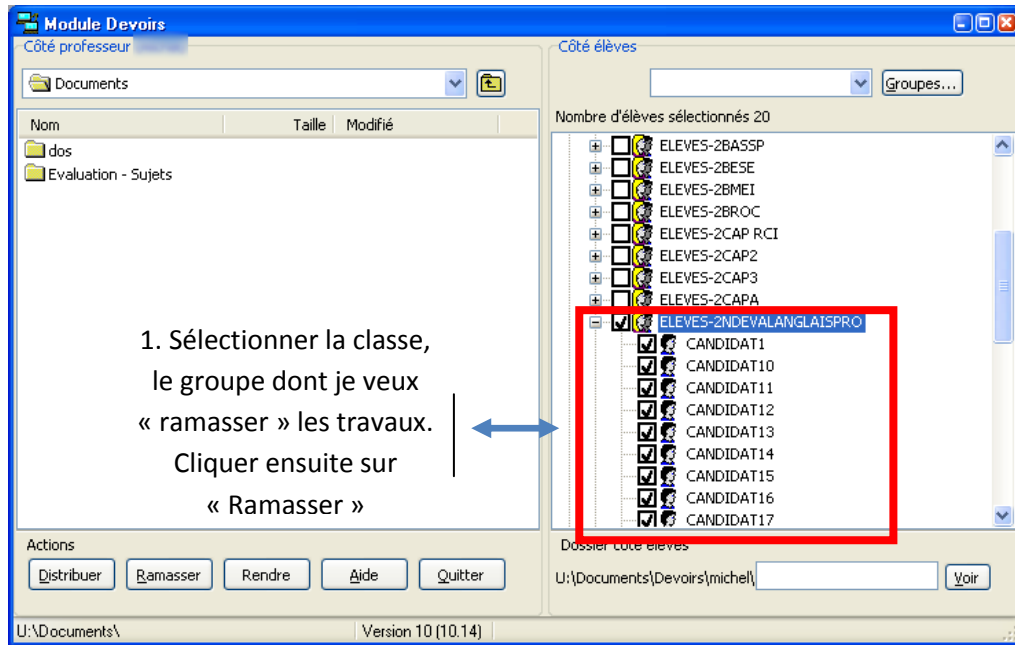 Module Devoirs
Côté professeur
Documents
Nom Taille Modifié
dos
Evaluation - Sujets
1. Sélectionner la classe,
le groupe dont je veux
« ramasser » les travaux.
Cliquer ensuite sur
« Ramasser »
Actions
Distribuer Ramasser Rendre Aide Quitter
Côté élèves
Groupes...
Nombre d'élèves sélectionnés 20
ELEVES-2BASSP
ELEVES-2BESE
ELEVES-2BMEI
ELEVES-2BROC
ELEVES-2CAP RCI
ELEVES-2CAP2
ELEVES-2CAP3
ELEVES-2CAPA
ELEVES-2NDEVALANGLAISPRO
CANDIDAT1
CANDIDAT10
CANDIDAT11
CANDIDAT12
CANDIDAT13
CANDIDAT14
CANDIDAT15
CANDIDAT16
CANDIDAT17
Dossier côté élèves
U:\Documents\Devoirs\michel\ Voir
U:\Documents\ Version 10 (10.14)